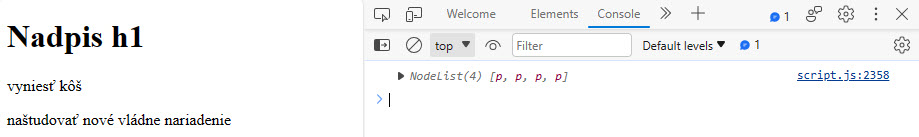 Nadpis h1
vyniesť kôš
naštudovať nové vládne nariadenie
Welcome Elements Console 1
top Filter Default levels 1
NodeList(4) [p, p, p, p] script.js:2358